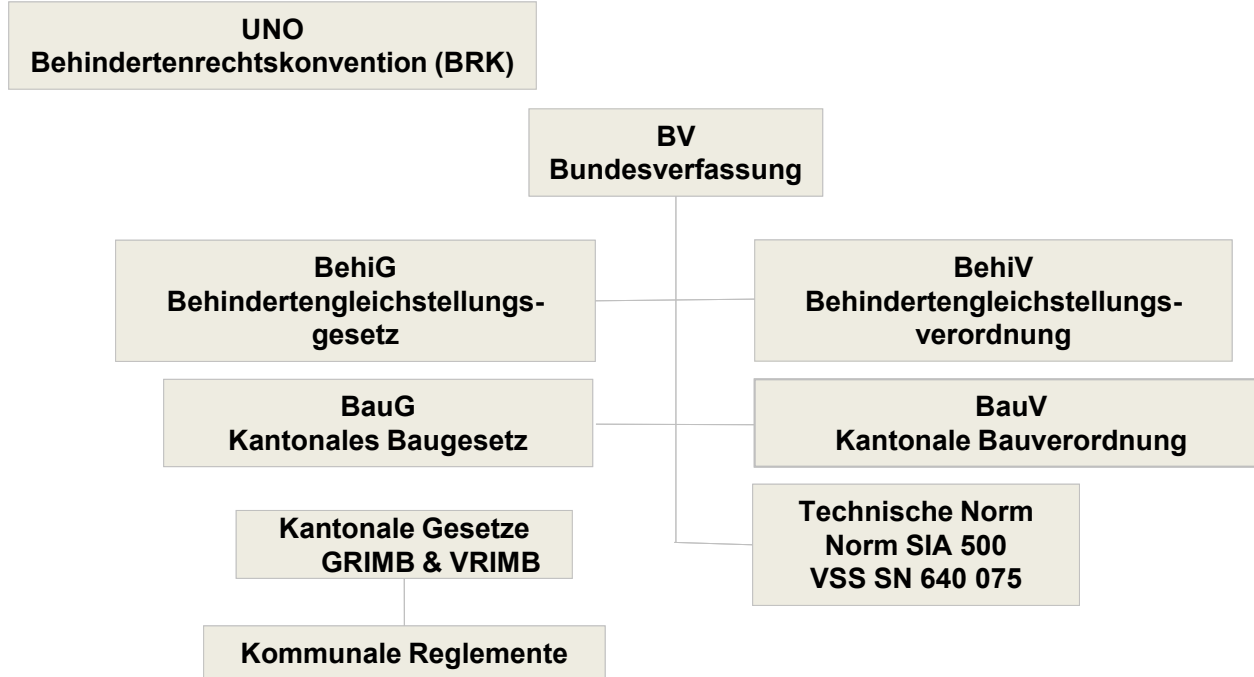 UNO
Behindertenrechtskonvention (BRK)
BV
Bundesverfassung
BehiG
Behindertengleichstellungs-
gesetz
BehiV
Behindertengleichstellungs-
verordnung
BauG
Kantonales Baugesetz
BauV
Kantonale Bauverordnung
Kantonale Gesetze
GRIMB & VRIMB
Technische Norm
Norm SIA 500
VSS SN 640 075
Kommunale Reglemente